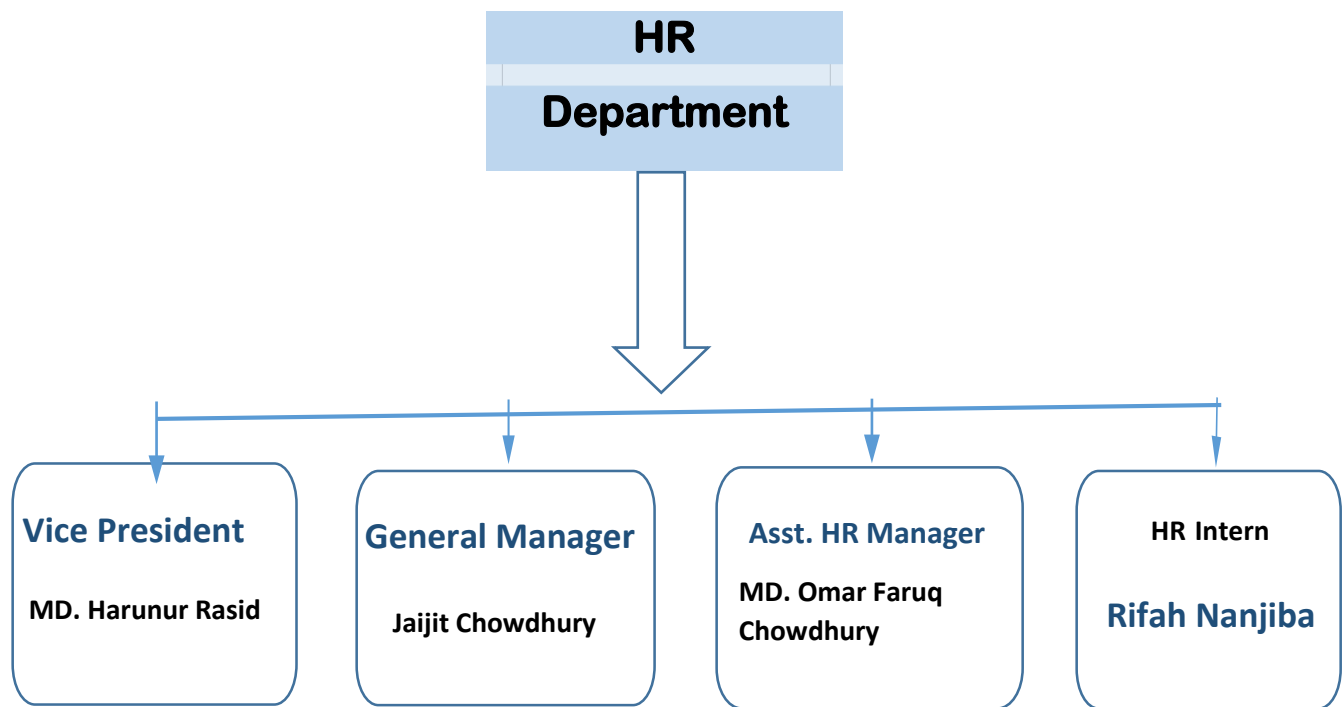 HR
Department
Vice President
MD. Harunur Rasid
General Manager
Jaijit Chowdhury
Asst. HR Manager
MD. Omar Faruq
Chowdhury
HR Intern
Rifah Nanjiba